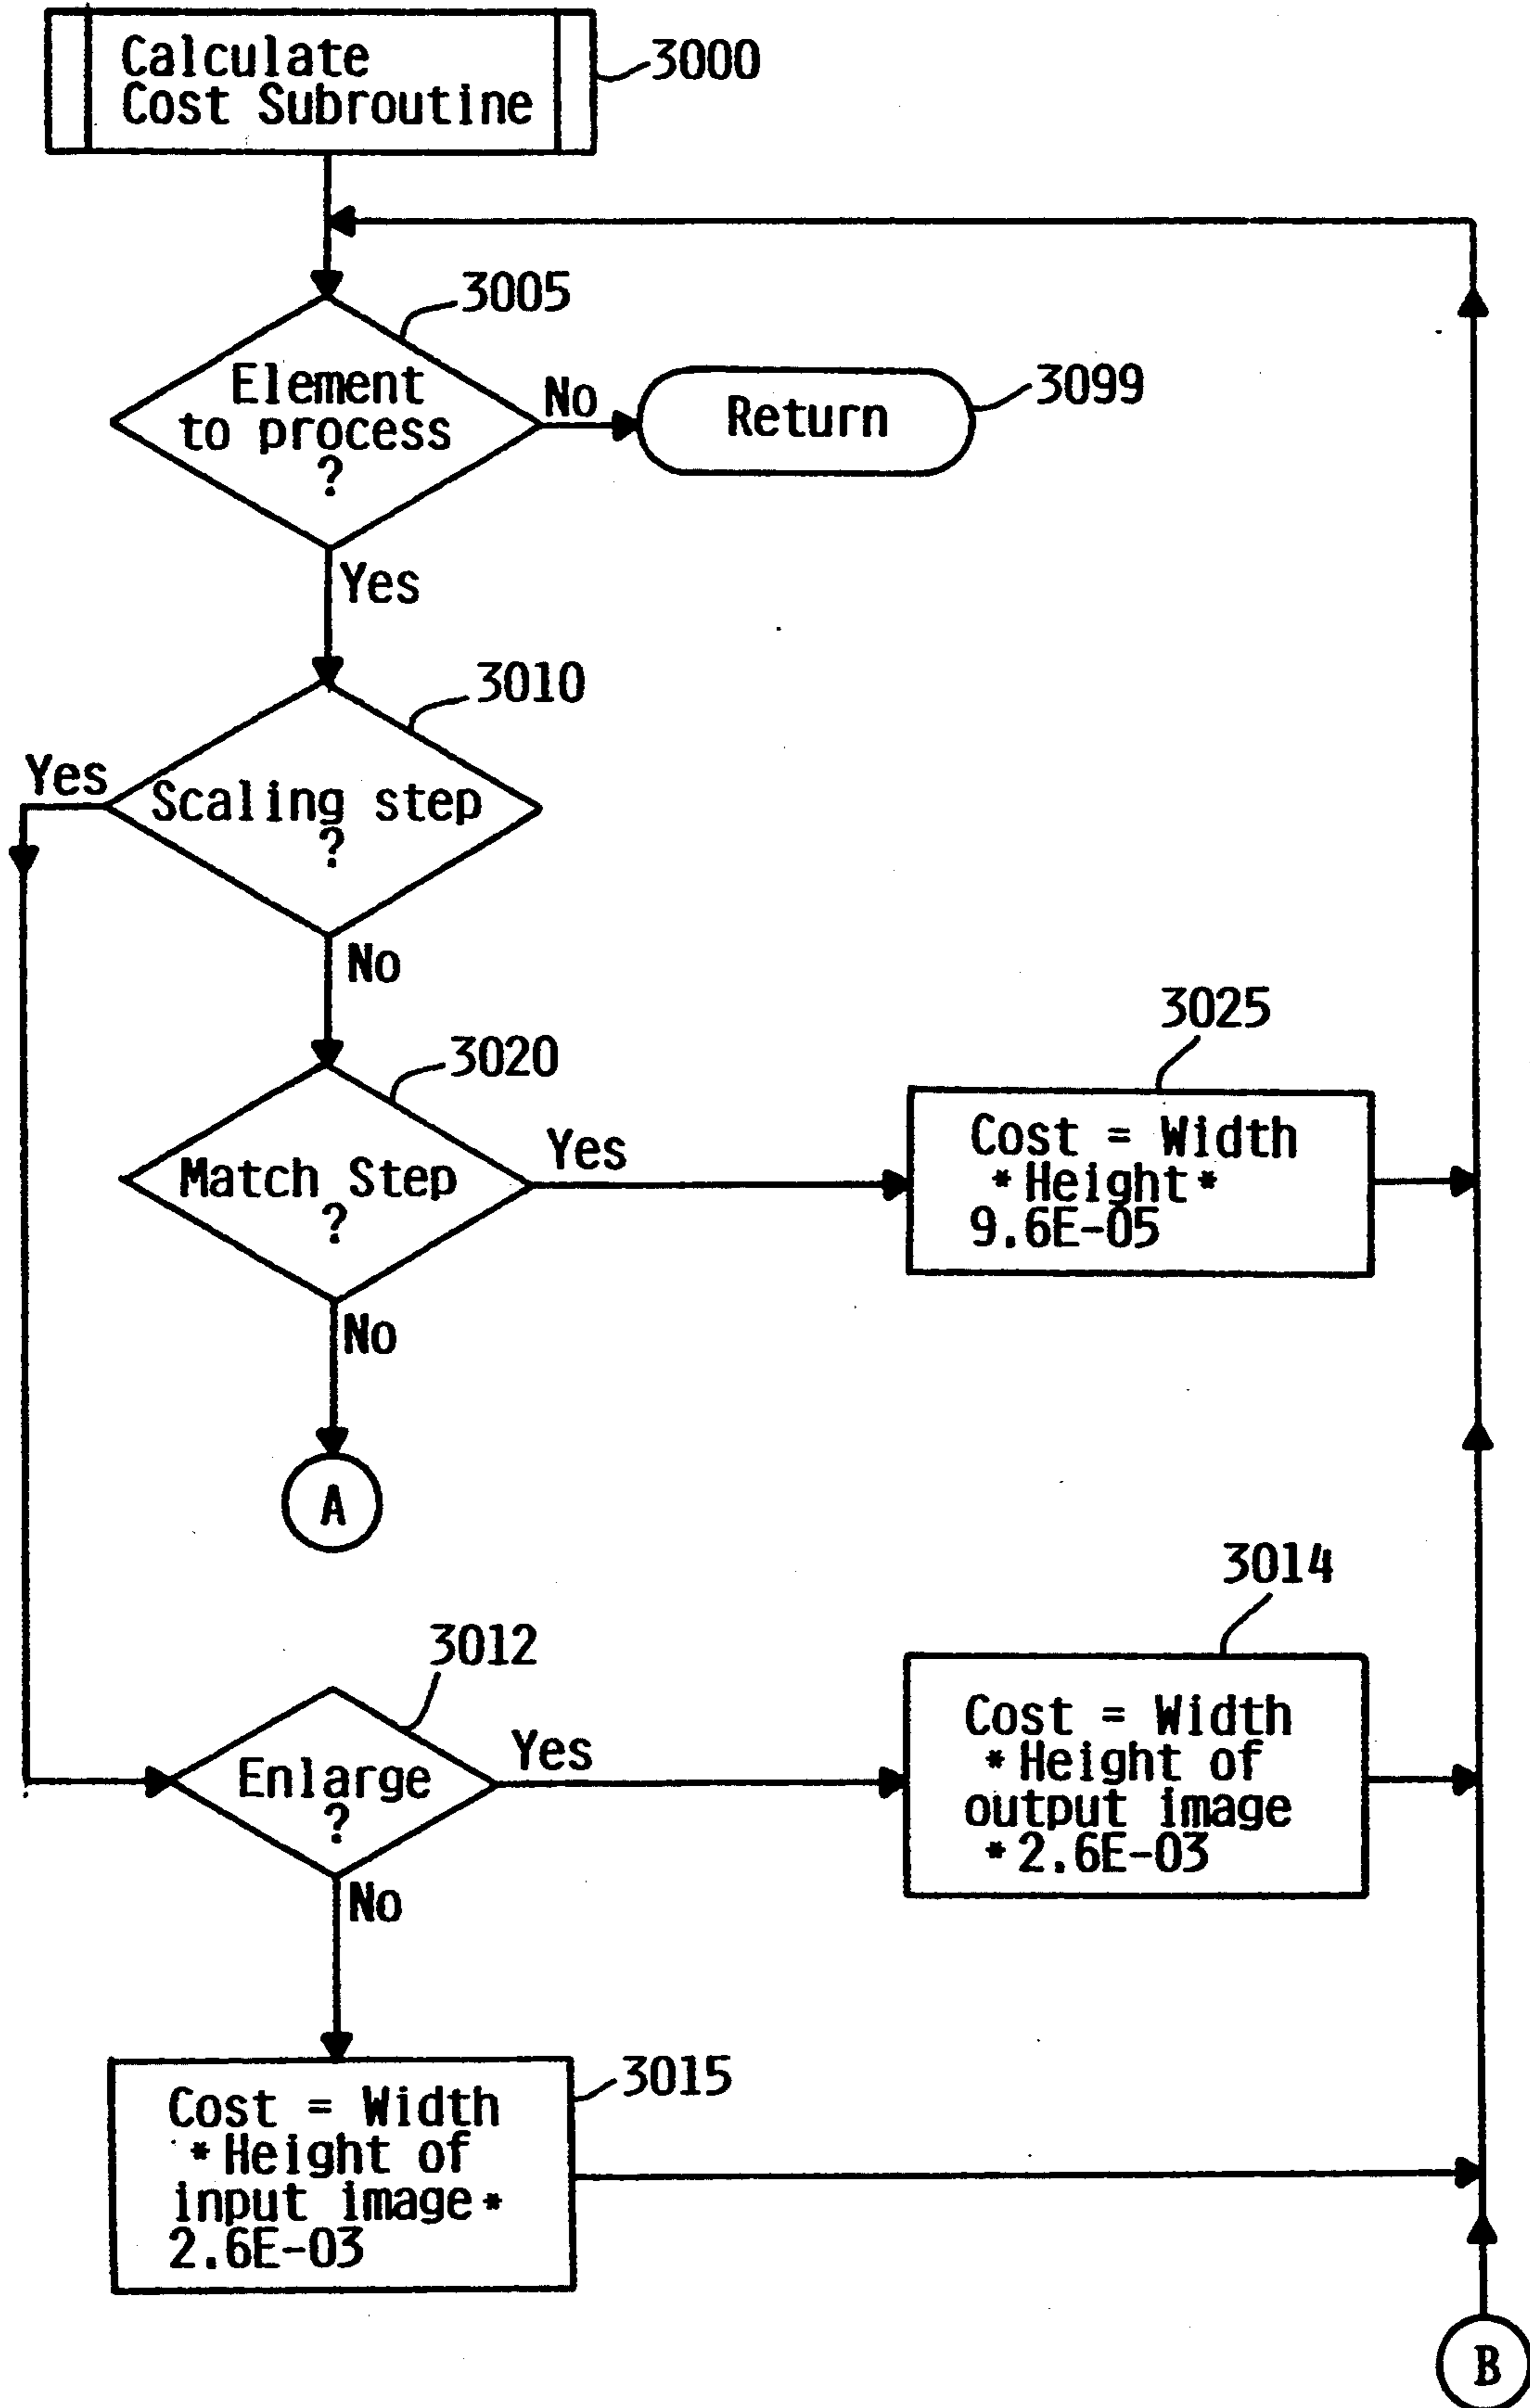 Calculate
Cost Subroutine
3000
3005
Element
to process
?
No
Return
3099
Yes
3010
Yes
Scaling step
?
No
3020
Match Step
?
Yes
3025
Cost = Width
*Height*
9.6E-05
No
A
3012
Enlarge
?
Yes
3014
Cost = Width
*Height of
output image
*2.6E-03
No
3015
Cost = Width
*Height of
input image*
2.6E-03
B